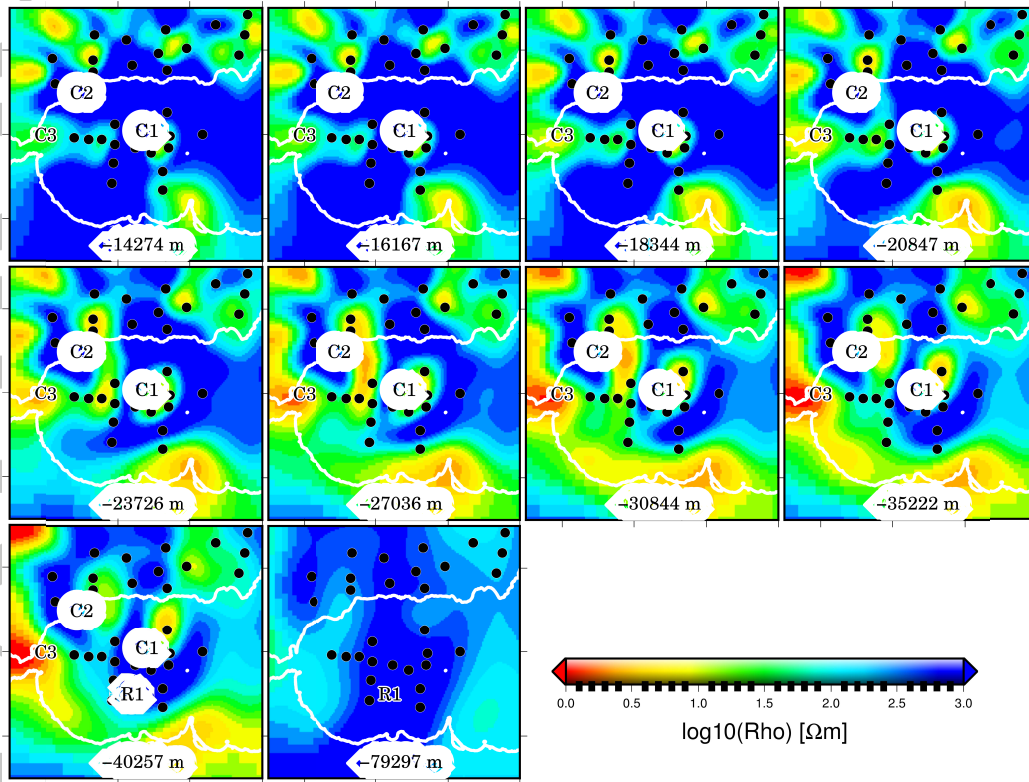 C2
C1
C3
−14274 m
C2
C1
C3
−16167 m
C2
C1
C3
−18344 m
C2
C1
C3
−20847 m
C2
C1
C3
−23726 m
C2
C1
C3
−27036 m
C2
C1
C3
−30844 m
C2
C1
C3
−35222 m
C2
C1
C3
R1
−40257 m
R1
−79297 m
0.0 0.5 1.0 1.5 2.0 2.5 3.0
log10(Rho) [Ωm]